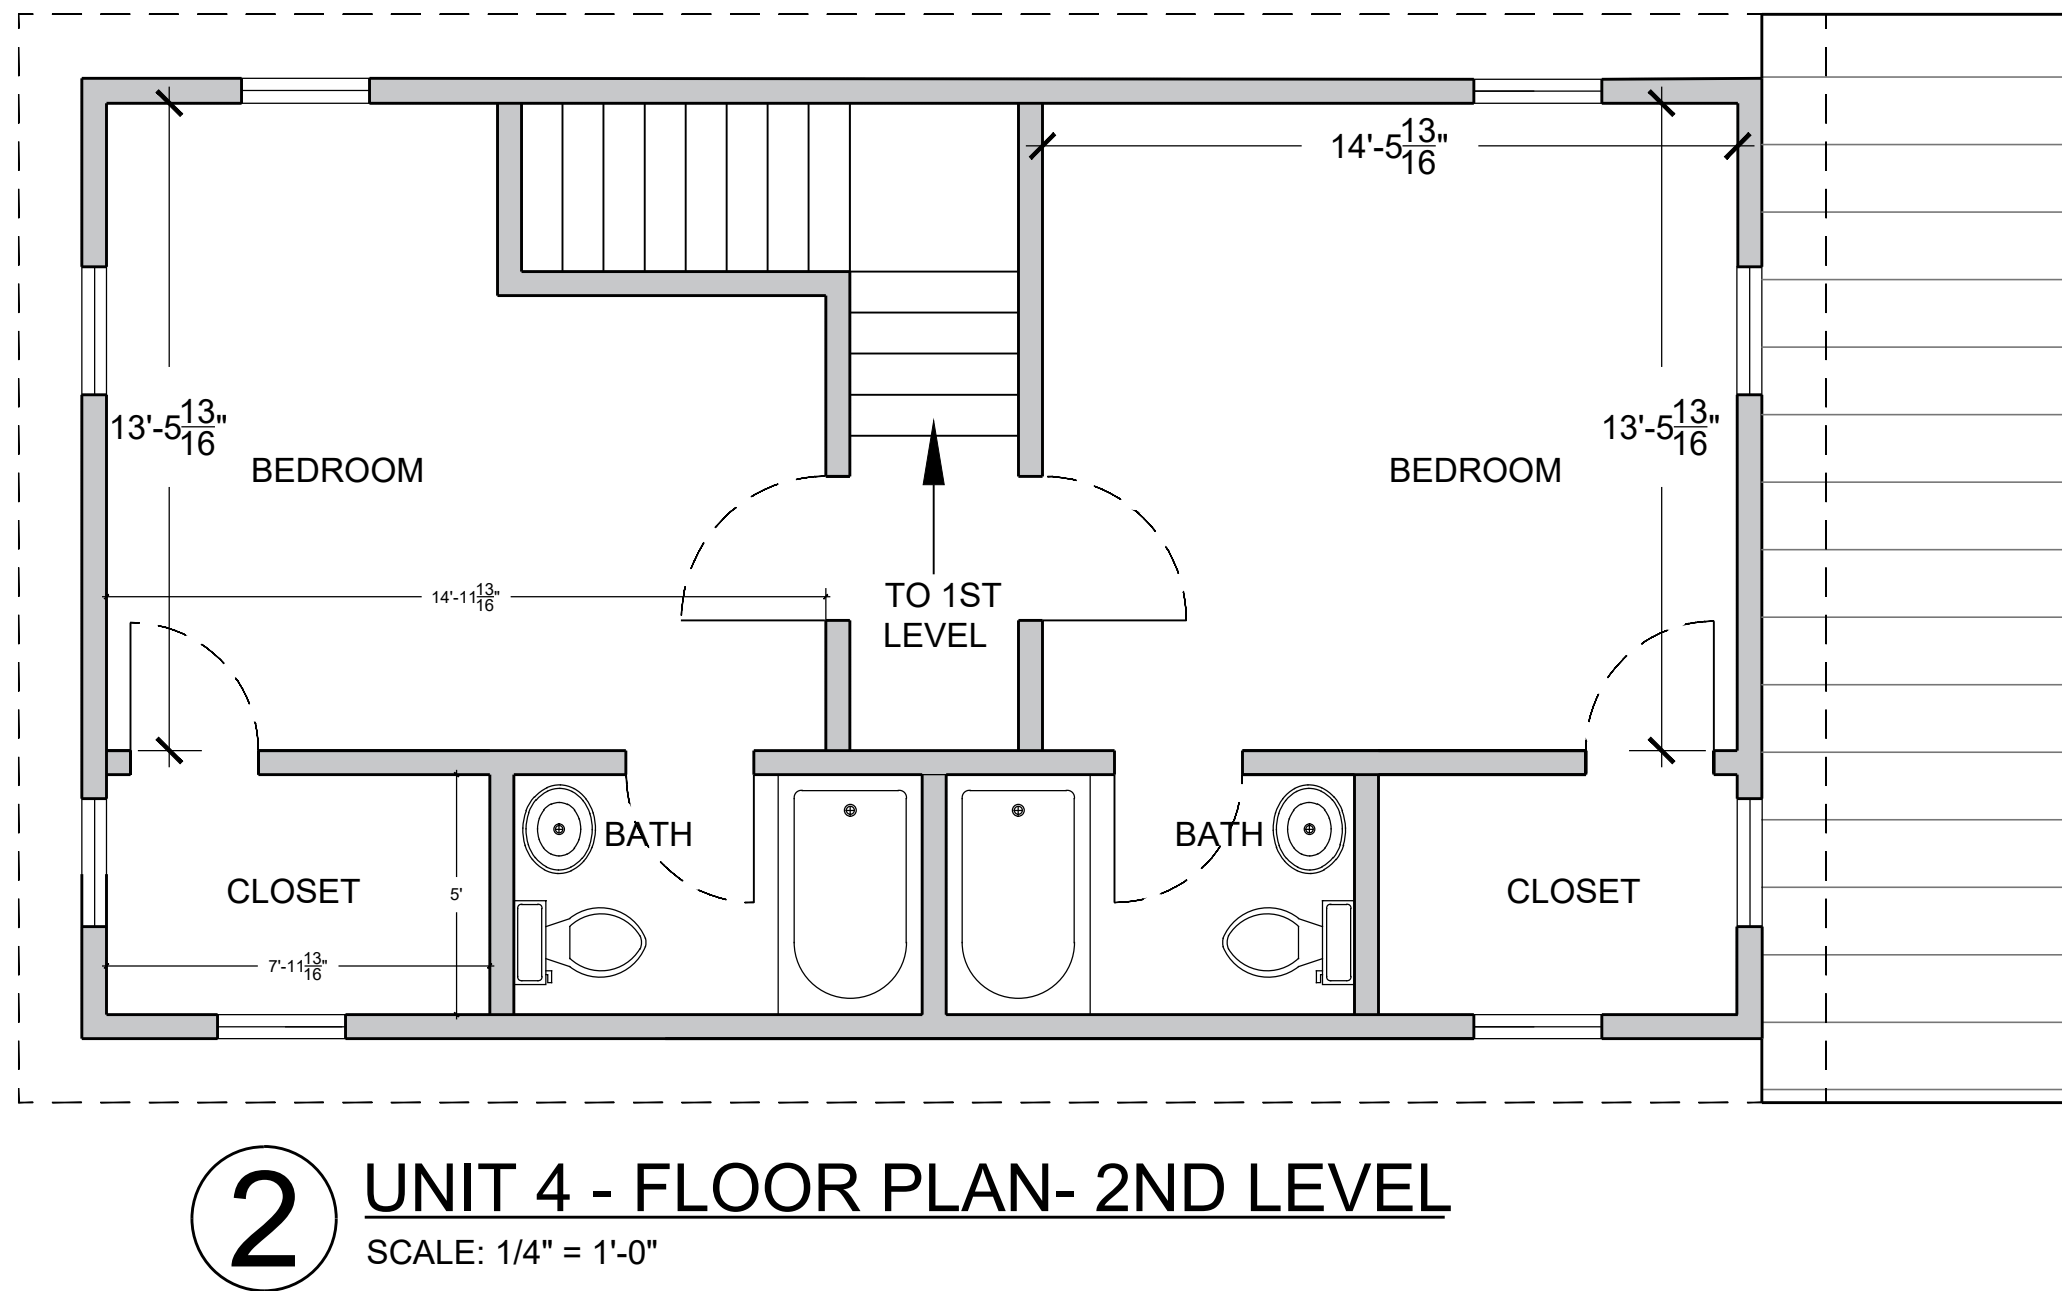 14'-5 13/16"
13'-5 13/16"
13'-5 13/16"
BEDROOM
BEDROOM
14'-11 13/16"
TO 1ST
LEVEL
BATH
BATH
CLOSET
5'
CLOSET
7'-11 13/16"
2
UNIT 4 - FLOOR PLAN- 2ND LEVEL
SCALE: 1/4" = 1'-0"